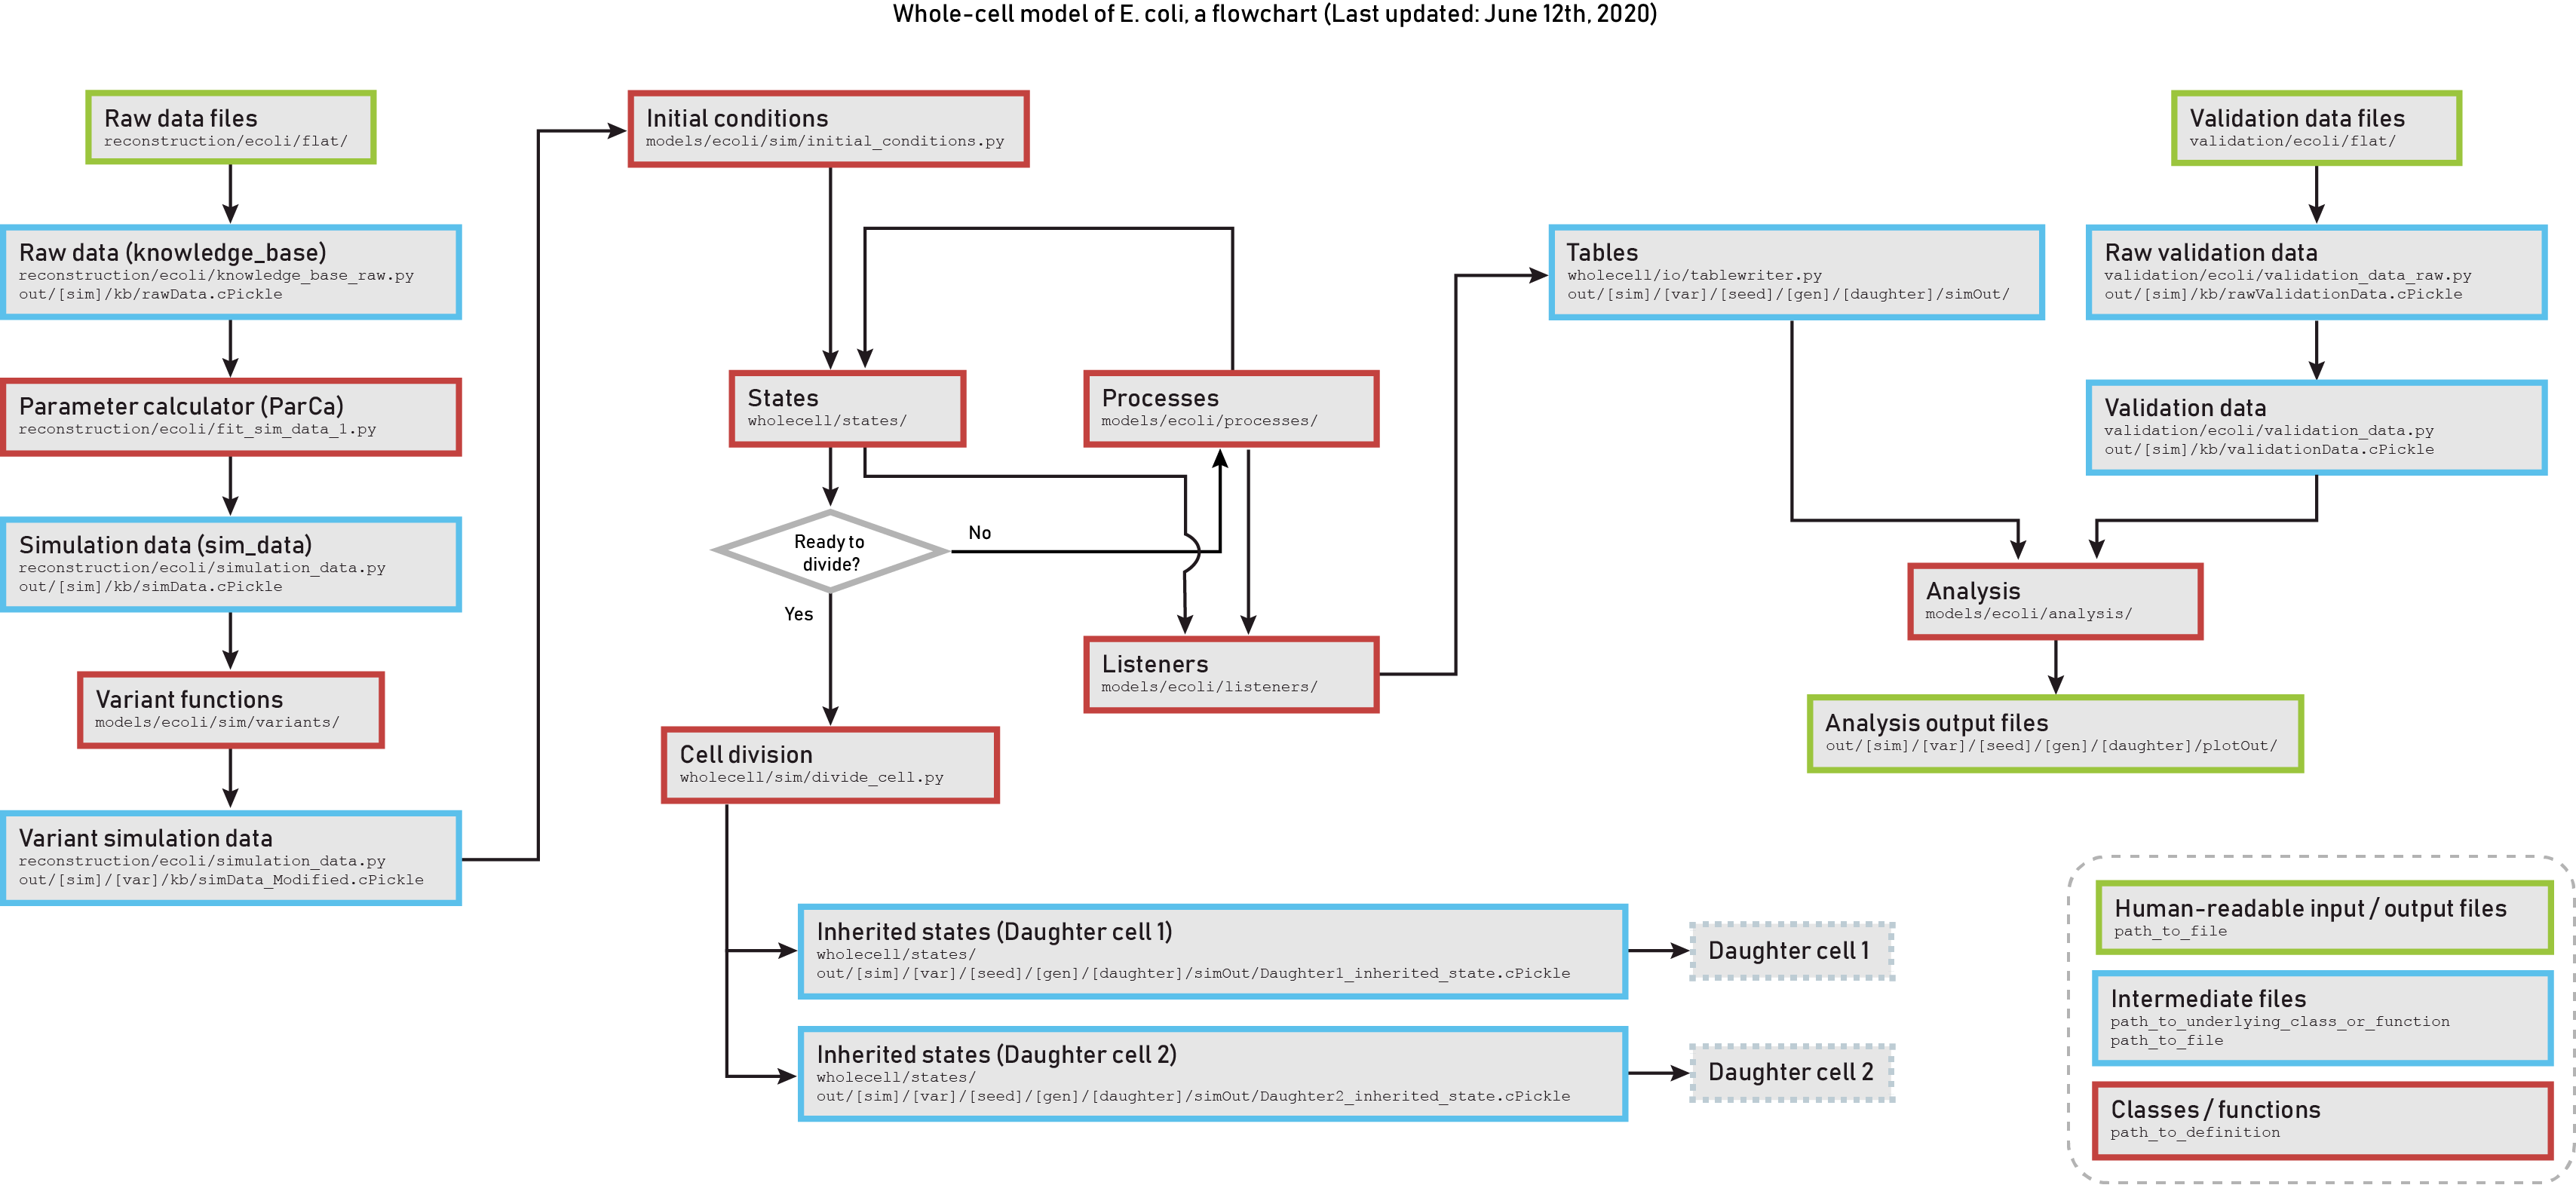 Whole-cell model of E. coli, a flowchart (Last updated: June 12th, 2020)
Raw data files
reconstruction/ecoli/flat/
Raw data (knowledge_base)
reconstruction/ecoli/knowledge_base_raw.py
out/[sim]/kb/rawData.cPickle
Parameter calculator (ParCa)
reconstruction/ecoli/fit_sim_data_1.py
Simulation data (sim_data)
reconstruction/ecoli/simulation_data.py
out/[sim]/kb/simData.cPickle
Variant functions
models/ecoli/sim/variants/
Variant simulation data
reconstruction/ecoli/simulation_data.py
out/[sim]/[var]/kb/simData_Modified.cPickle
Initial conditions
models/ecoli/sim/initial_conditions.py
States
wholecell/states/
Processes
models/ecoli/processes/
Ready to
divide?
No
Yes
Listeners
models/ecoli/listeners/
Cell division
wholecell/sim/divide_cell.py
Inherited states (Daughter cell 1)
wholecell/states/
out/[sim]/[var]/[seed]/[gen]/[daughter]/simOut/Daughter1_inherited_state.cPickle
Daughter cell 1
Inherited states (Daughter cell 2)
wholecell/states/
out/[sim]/[var]/[seed]/[gen]/[daughter]/simOut/Daughter2_inherited_state.cPickle
Daughter cell 2
Tables
wholecell/io/tablewriter.py
out/[sim]/[var]/[seed]/[gen]/[daughter]/simOut/
Validation data files
validation/ecoli/flat/
Raw validation data
validation/ecoli/validation_data_raw.py
out/[sim]/kb/rawValidationData.cPickle
Validation data
validation/ecoli/validation_data.py
out/[sim]/kb/validationData.cPickle
Analysis
models/ecoli/analysis/
Analysis output files
out/[sim]/[var]/[seed]/[gen]/[daughter]/plotOut/
Human-readable input / output files
path_to_file
Intermediate files
path_to_underlying_class_or_function
path_to_file
Classes / functions
path_to_definition